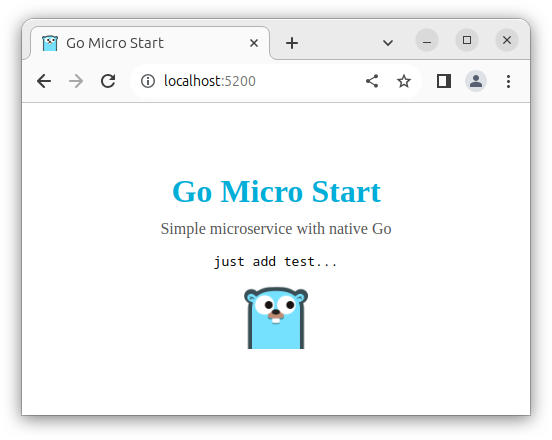 Go Micro Start
localhost:5200
Go Micro Start
Simple microservice with native Go
just add test...